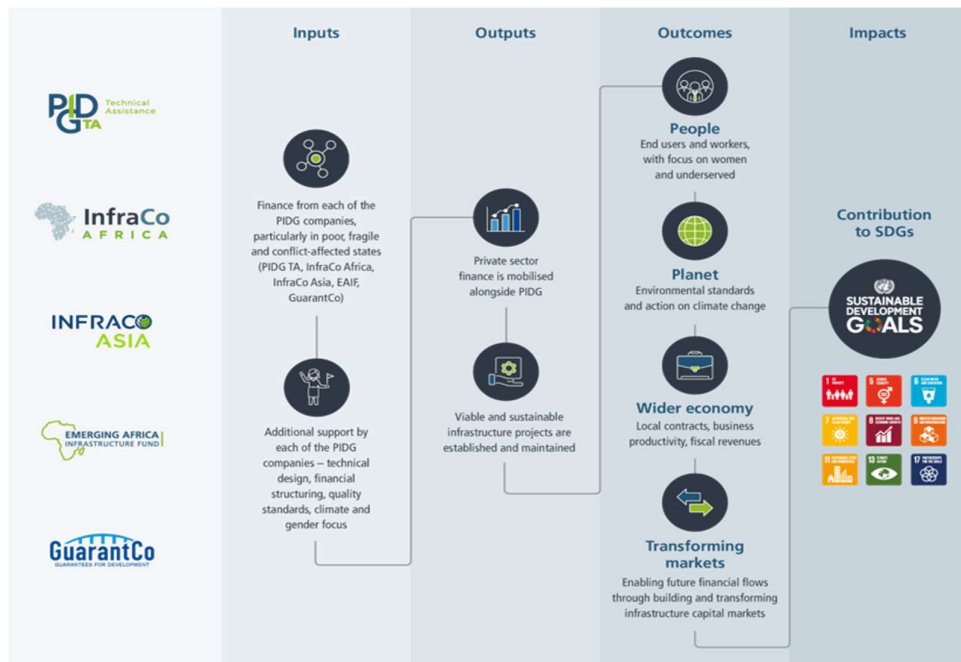 Inputs
Outputs
Outcomes
Impacts
PIDG TA
Technical
Assistance
InfraCo
AFRICA
INFRACO
ASIA
EMERGING AFRICA
INFRASTRUCTURE FUND
GuarantCo
GUARANTEES FOR DEVELOPMENT
Finance from each of the
PIDG companies,
particularly in poor, fragile
and conflict-affected states
(PIDG TA, InfraCo Africa,
InfraCo Asia, EAIF,
GuarantCo)
Additional support by
each of the PIDG
companies – technical
design, financial
structuring, quality
standards, climate and
gender focus
Private sector
finance is mobilised
alongside PIDG
Viable and sustainable
infrastructure projects are
established and maintained
People
End users and workers,
with focus on women
and underserved
Planet
Environmental standards
and action on climate change
Wider economy
Local contracts, business
productivity, fiscal revenues
Transforming
markets
Enabling future financial flows
through building and transforming
infrastructure capital markets
Contribution
to SDGs
SUSTAINABLE
DEVELOPMENT
GOALS
1
5
6
7
8
9
11
13
17